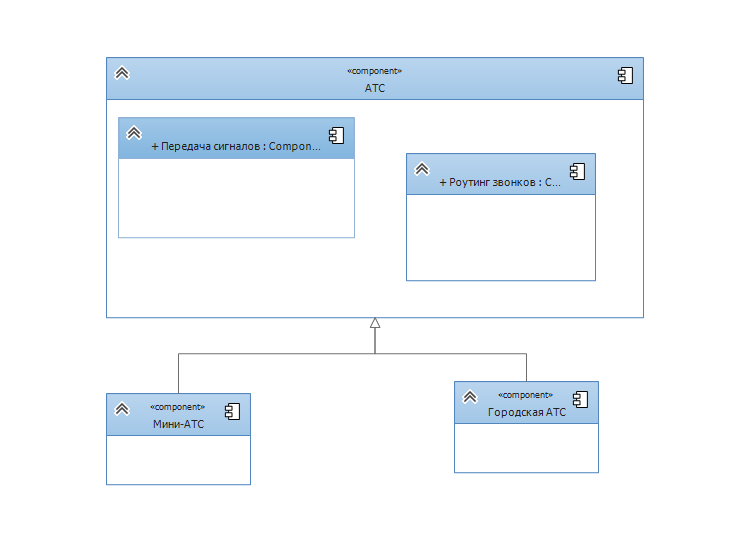 «component»
АТС
+ Передача сигналов : Compon...
+ Роутинг звонков : C...
«component»
Мини-АТС
«component»
Городская АТС